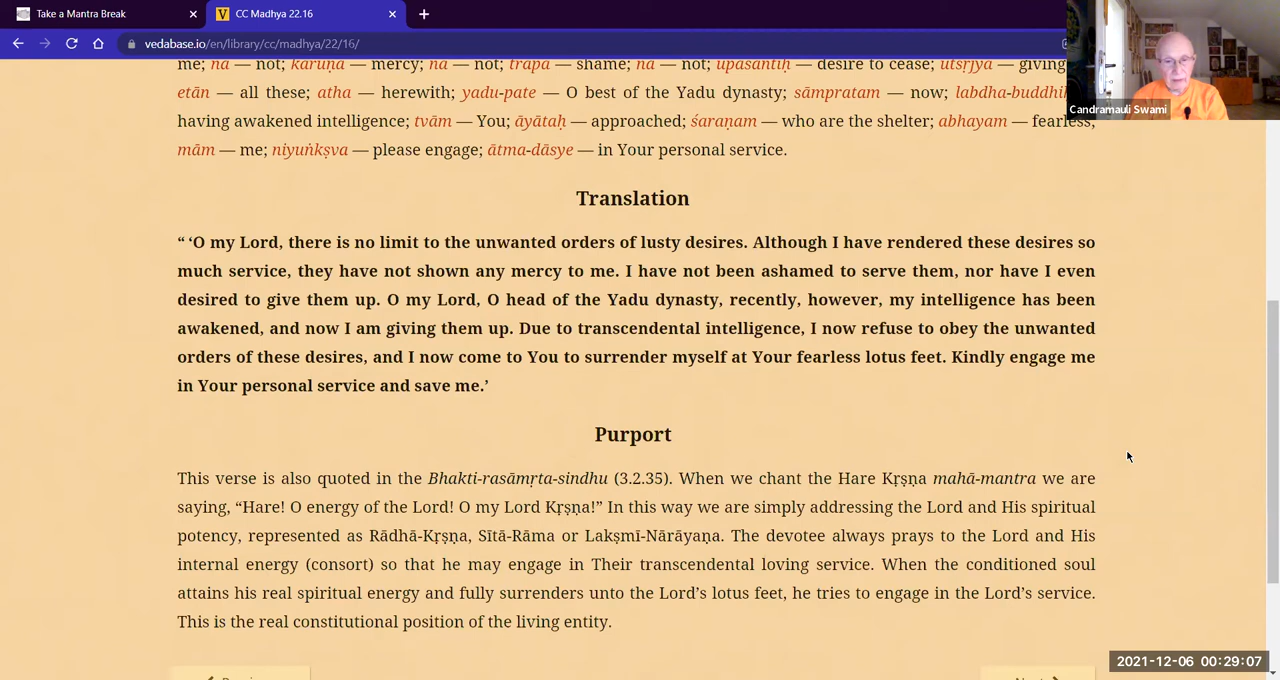 Take a Mantra Break
CC Madhya 22.16
vedabase.io/en/library/cc/madhya/22/16/
Candramauli Swami
me; na — not; karuṇā — mercy; na — not; trapā — shame; na — not; upaśāntiḥ — desire to cease; utsṛjya — giving
etān — all these; atha — herewith; yadu-pate — O best of the Yadu dynasty; sāmpratam — now; labdha-buddhiḥ
having awakened intelligence; tvām — You; āyātaḥ — approached; śaraṇam — who are the shelter; abhayam — fearless;
mām — me; niyuṅkṣva — please engage; ātma-dāsye — in Your personal service.
Translation
“ ‘O my Lord, there is no limit to the unwanted orders of lusty desires. Although I have rendered these desires so
much service, they have not shown any mercy to me. I have not been ashamed to serve them, nor have I even
desired to give them up. O my Lord, O head of the Yadu dynasty, recently, however, my intelligence has been
awakened, and now I am giving them up. Due to transcendental intelligence, I now refuse to obey the unwanted
orders of these desires, and I now come to You to surrender myself at Your fearless lotus feet. Kindly engage me
in Your personal service and save me.’
Purport
This verse is also quoted in the Bhakti-rasāmṛta-sindhu (3.2.35). When we chant the Hare Kṛṣṇa mahā-mantra we are
saying, “Hare! O energy of the Lord! O my Lord Kṛṣṇa!” In this way we are simply addressing the Lord and His spiritual
potency, represented as Rādhā-Kṛṣṇa, Sītā-Rāma or Lakṣmī-Nārāyaṇa. The devotee always prays to the Lord and His
internal energy (consort) so that he may engage in Their transcendental loving service. When the conditioned soul
attains his real spiritual energy and fully surrenders unto the Lord’s lotus feet, he tries to engage in the Lord’s service.
This is the real constitutional position of the living entity.
2021-12-06 00:29:07